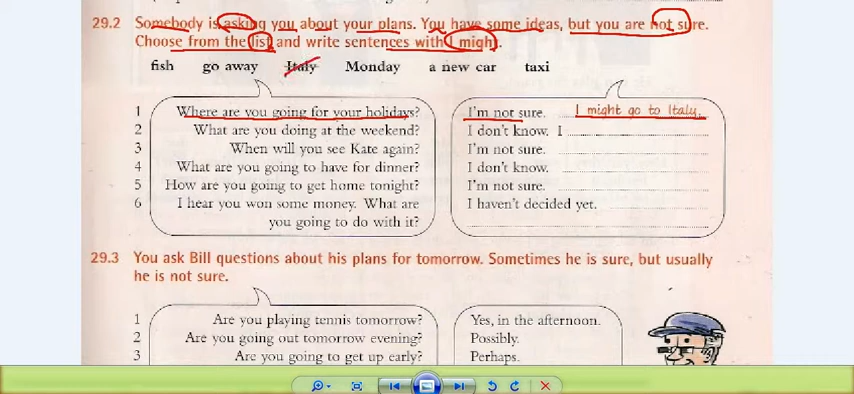 29.2 Somebody is asking you about your plans. You have some ideas, but you are not sure.
Choose from the list and write sentences with I might.
fish go away Italy Monday a new car taxi
1 Where are you going for your holidays? I'm not sure. I might go to Italy.
2 What are you doing at the weekend? I don't know. I
3 When will you see Kate again? I'm not sure.
4 What are you going to have for dinner? I don't know.
5 How are you going to get home tonight? I'm not sure.
6 I hear you won some money. What are I haven't decided yet.
you going to do with it?
29.3 You ask Bill questions about his plans for tomorrow. Sometimes he is sure, but usually
he is not sure.
1 Are you playing tennis tomorrow? Yes, in the afternoon.
2 Are you going out tomorrow evening? Possibly.
3 Are you going to get up early? Perhaps.